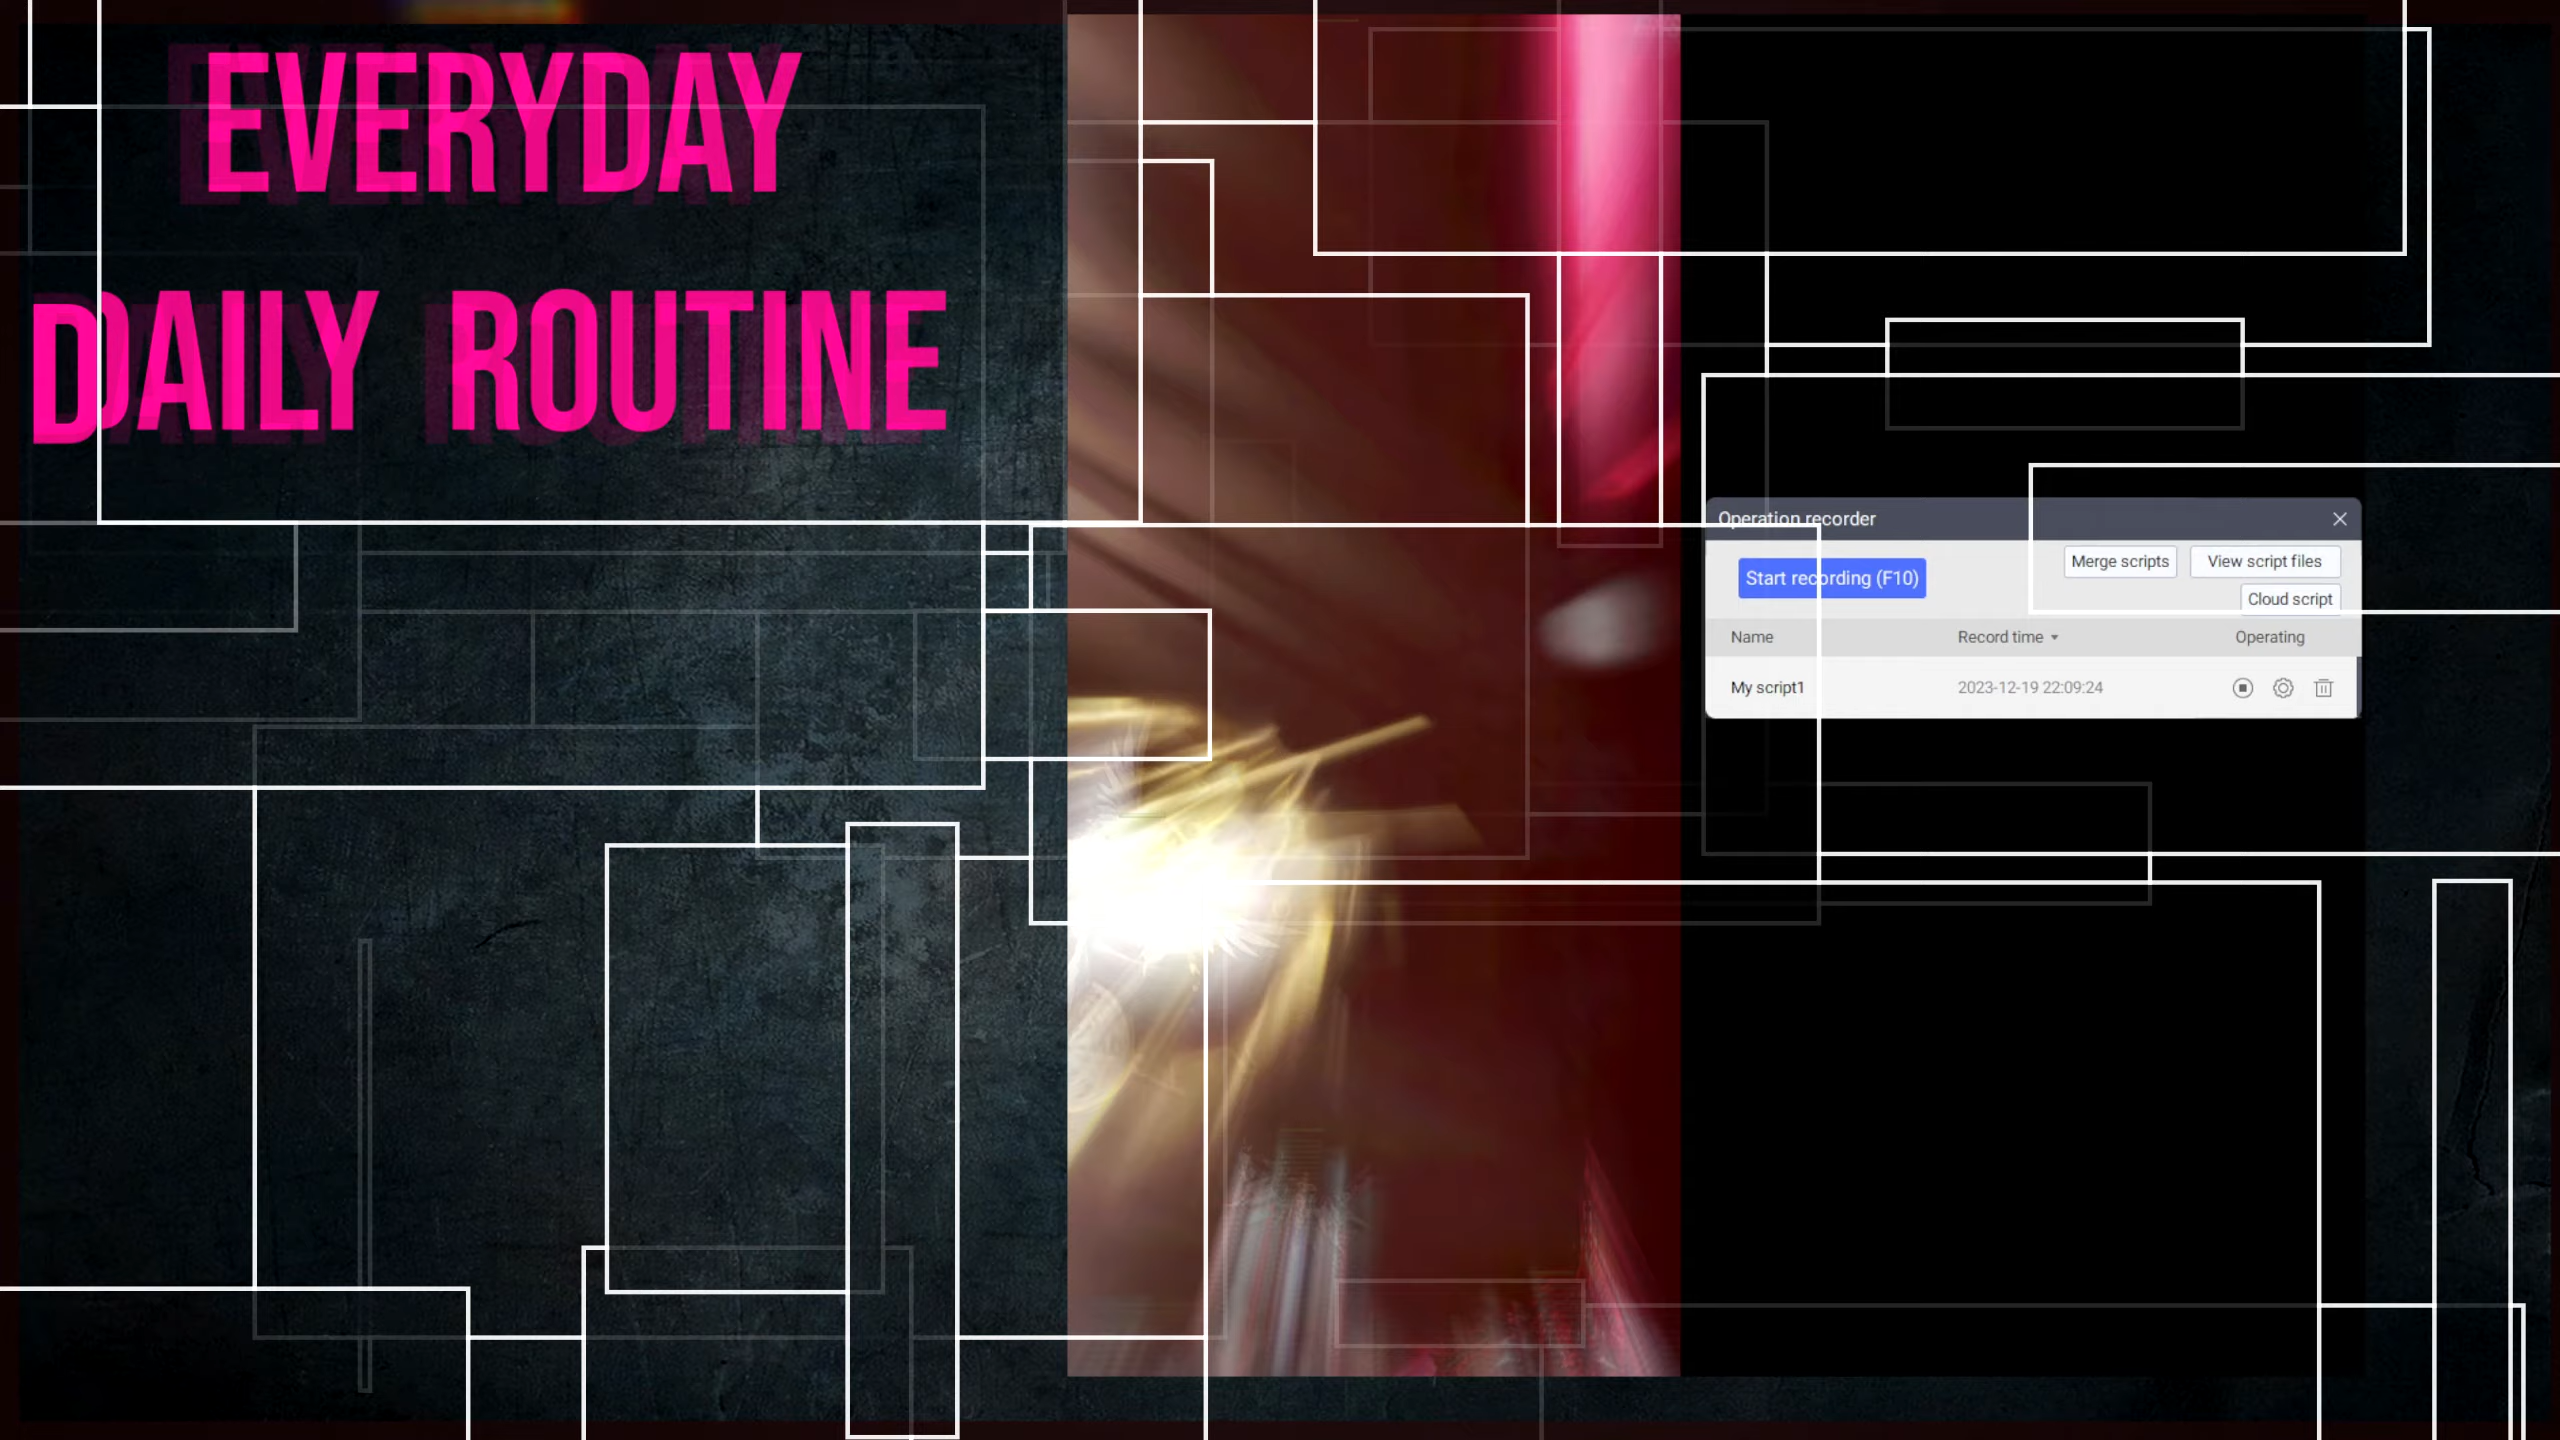 EVERYDAY
DAILY ROUTINE
Operation recorder
Start recording (F10)
Merge scripts
View script files
Cloud script
Name Record time Operating
My script1 2023-12-19 22:09:24